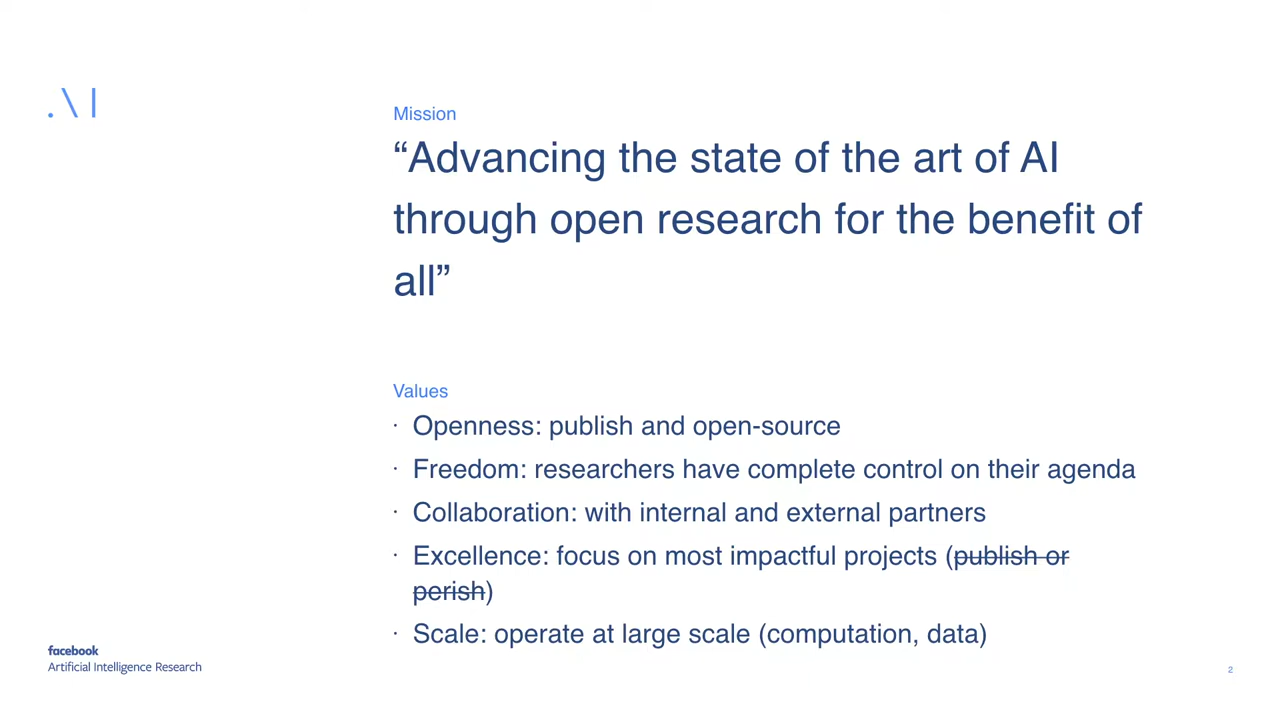 .\ |
Mission
“Advancing the state of the art of AI
through open research for the benefit of
all”
Values
· Openness: publish and open-source
· Freedom: researchers have complete control on their agenda
· Collaboration: with internal and external partners
· Excellence: focus on most impactful projects (publish or
perish)
· Scale: operate at large scale (computation, data)
facebook
Artificial Intelligence Research
2